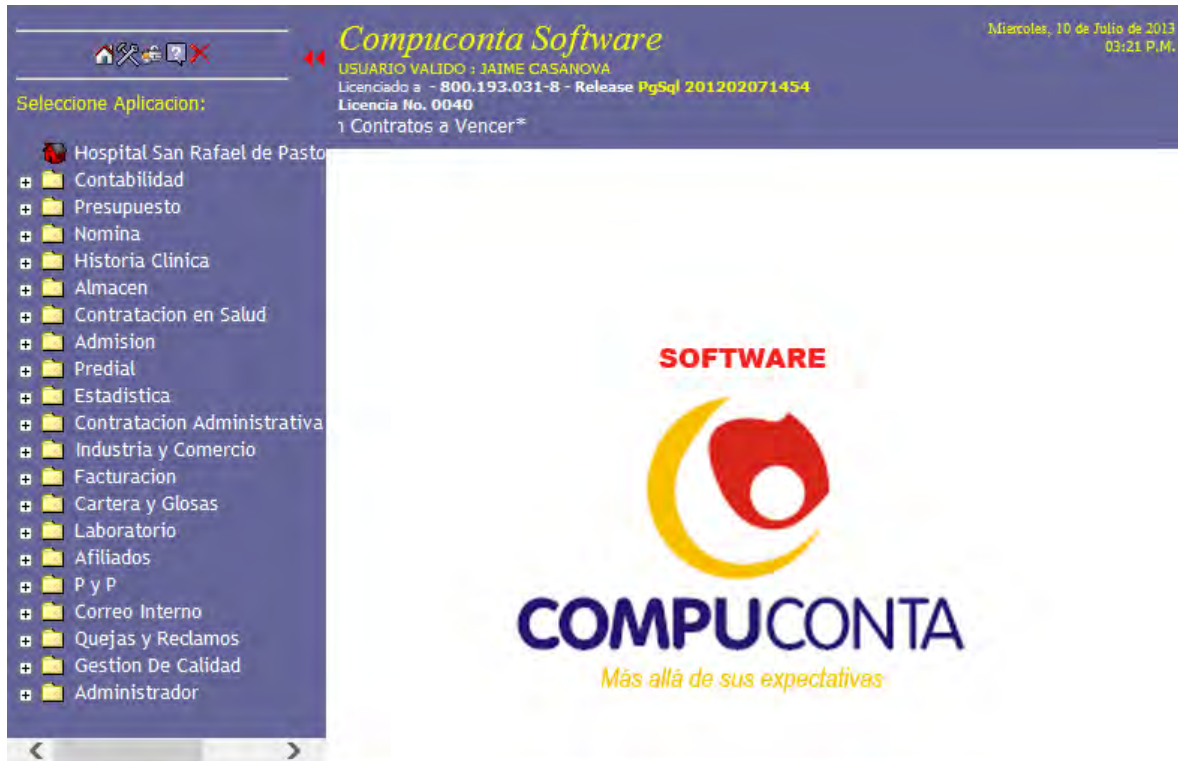 Seleccione Aplicacion:
Hospital San Rafael de Pasto
Contabilidad
Presupuesto
Nomina
Historia Clinica
Almacen
Contratacion en Salud
Admision
Predial
Estadistica
Contratacion Administrativa
Industria y Comercio
Facturacion
Cartera y Glosas
Laboratorio
Afiliados
P y P
Correo Interno
Quejas y Reclamos
Gestion De Calidad
Administrador
Compuconta Software
USUARIO VALIDO : JAIME CASANOVA
Licenciado a - 800.193.031-8 - Release PgSql 201202071454
Licencia No. 0040
n Contratos a Vencer*
Miercoles, 10 de Julio de 2013
03:21 P.M.
SOFTWARE
COMPUCONTA
Más allá de sus expectativas